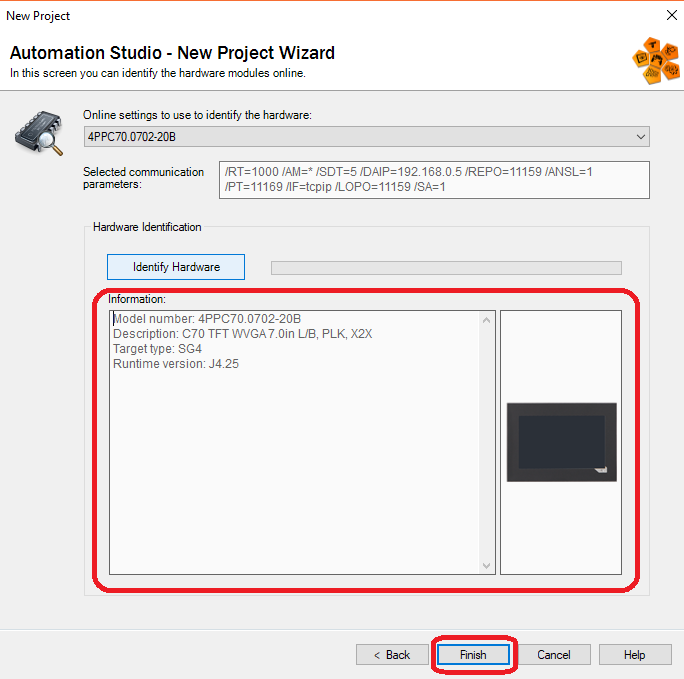 New Project
Automation Studio - New Project Wizard
In this screen you can identify the hardware modules online.
Online settings to use to identify the hardware:
4PPC70.0702-20B
Selected communication
parameters:
/RT=1000 /AM=* /SDT=5 /DAIP=192.168.0.5 /REPO=11159 /ANSL=1
/PT=11169 /IF=tcpip /LOPO=11159 /SA=1
Hardware Identification
Identify Hardware
Information:
Model number: 4PPC70.0702-20B
Description: C70 TFT WVGA 7.0in L/B, PLK, X2X
Target type: SG4
Runtime version: J4.25
< Back
Finish
Cancel
Help